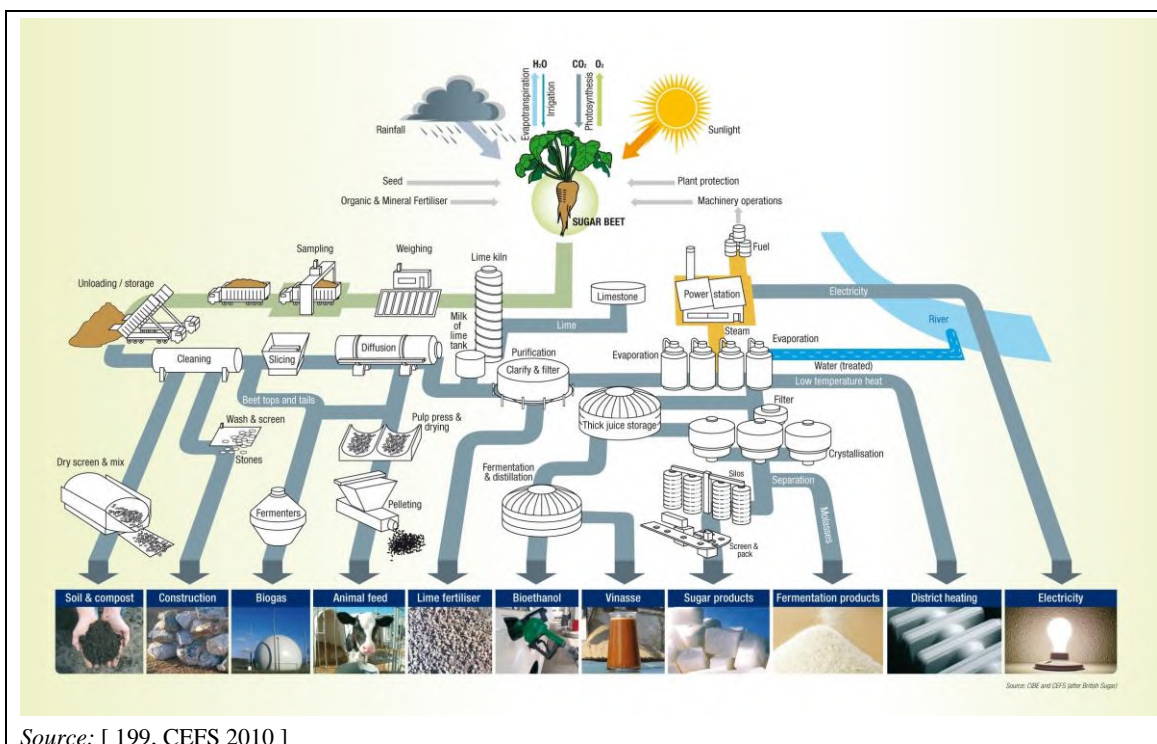 H₂O
CO₂ O₂
Evapotranspiration
Irrigation
Photosynthesis
Rainfall
Sunlight
Seed
Plant protection
Organic & Mineral Fertiliser
Machinery operations
SUGAR BEET
Fuel
Sampling
Weighing
Lime kiln
Unloading / storage
Limestone
Power station
Electricity
River
Milk
of
lime
tank
Lime
Steam
Cleaning
Slicing
Diffusion
Purification
Clarify & filter
Evaporation
Evaporation
Water (treated)
Low temperature heat
Beet tops and tails
Filter
Wash & screen
Pulp press &
drying
Thick juice storage
Stones
Crystallisation
Dry screen & mix
Fermentation
& distillation
Silos
Separation
Fermenters
Pelleting
Molasses
Screen &
pack
Soil & compost
Construction
Biogas
Animal feed
Lime fertiliser
Bioethanol
Vinasse
Sugar products
Fermentation products
District heating
Electricity
Source: CIBE and CEFS (after British Sugar)
Source: [ 199, CEFS 2010 ]